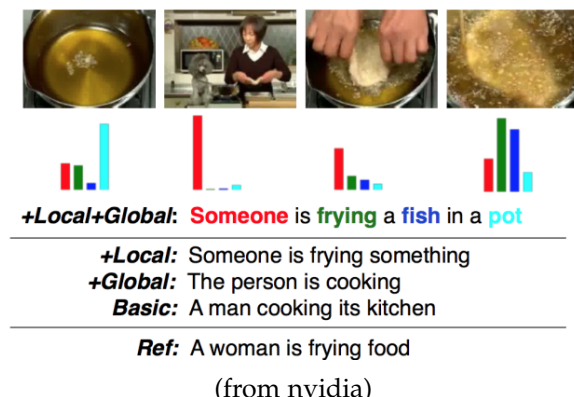 +Local+Global: Someone is frying a fish in a pot
+Local: Someone is frying something
+Global: The person is cooking
Basic: A man cooking its kitchen
Ref: A woman is frying food
(from nvidia)